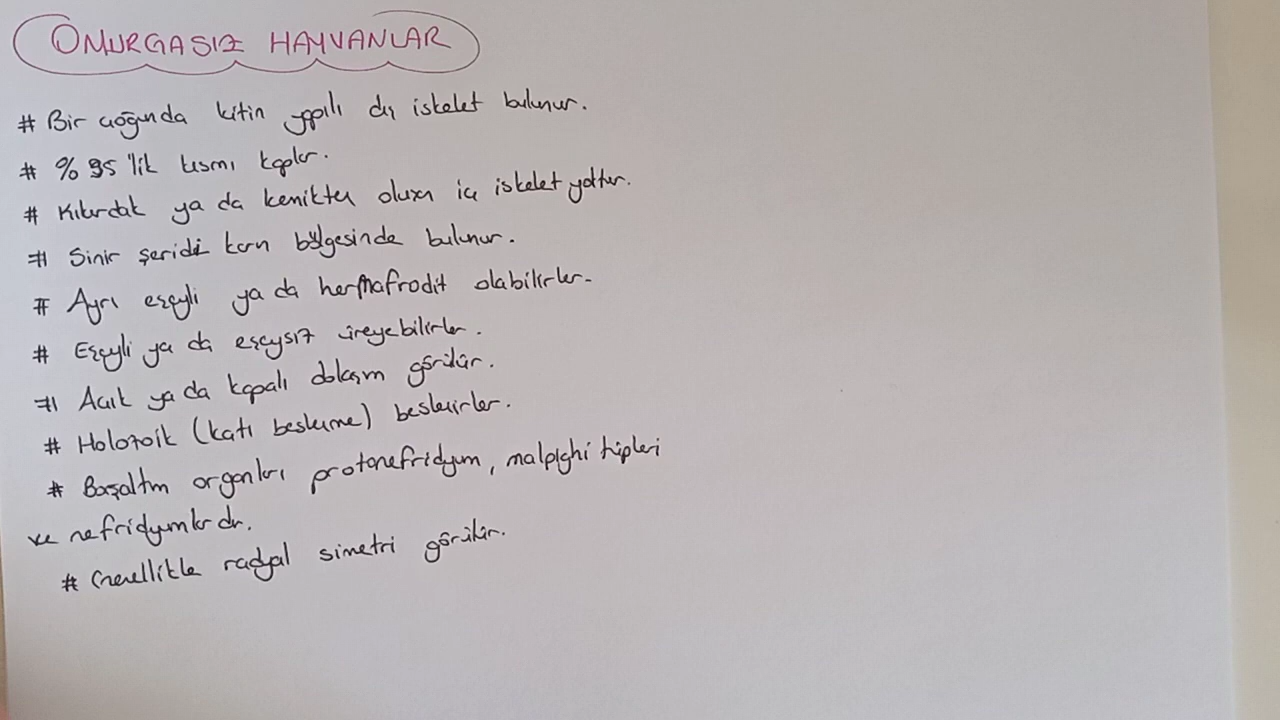 OMURGASIZ HAYVANLAR
# Bir çoğunda kitin yapılı dış iskelet bulunur.
# %95'lik kısmı kaplar.
# Kıkırdak ya da kemikten oluşan iç iskelet yoktur.
# Sinir şeridi karın bölgesinde bulunur.
# Ayrı eşeyli ya da hermafrodit olabilirler.
# Eşeyli ya da eşeysiz üreyebilirler.
# Açık ya da kapalı dolaşım görülür.
# Holozoik (katı beslenme) beslenirler.
# Boşaltım organları protonefridyum, malpighi tüpleri
ve nefridyumlardır.
# Genellikle radyal simetri görülür.